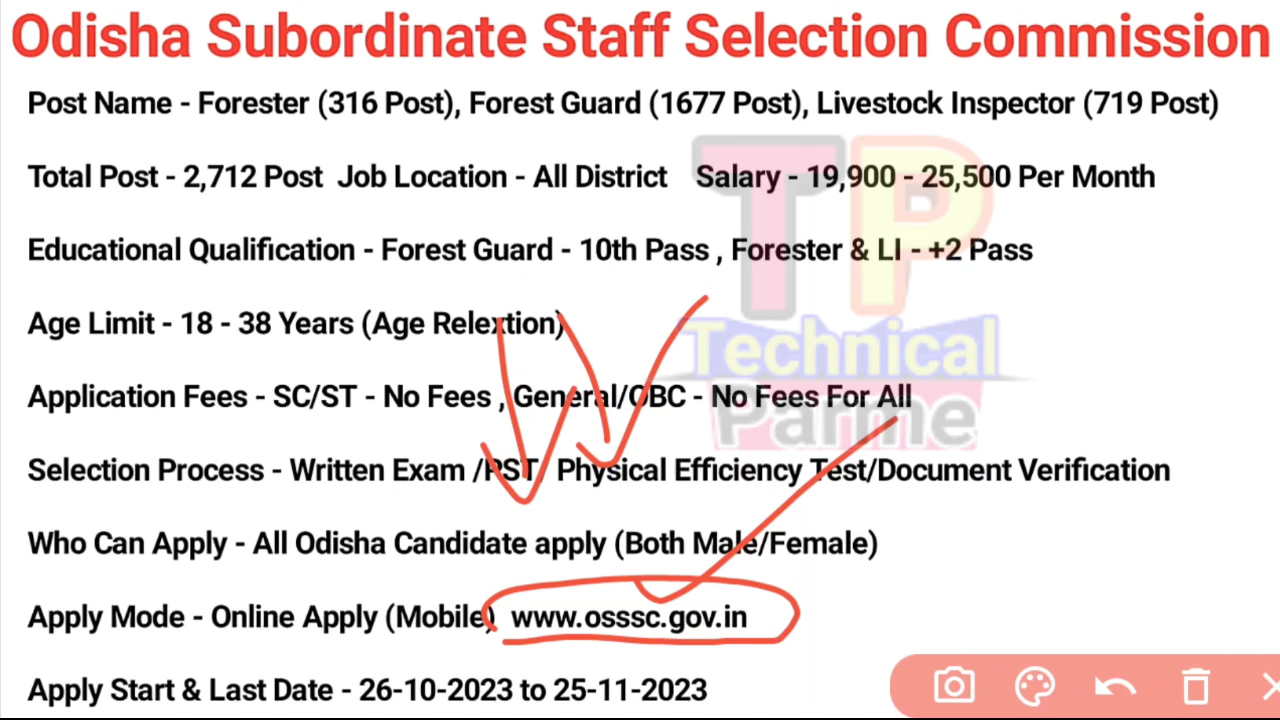 Odisha Subordinate Staff Selection Commission
Post Name - Forester (316 Post), Forest Guard (1677 Post), Livestock Inspector (719 Post)
Total Post - 2,712 Post Job Location - All District Salary - 19,900 - 25,500 Per Month
Educational Qualification - Forest Guard - 10th Pass , Forester & LI - +2 Pass
Age Limit - 18 - 38 Years (Age Relextion)
Application Fees - SC/ST - No Fees , General/OBC - No Fees For All
Selection Process - Written Exam /PST/ Physical Efficiency Test/Document Verification
Who Can Apply - All Odisha Candidate apply (Both Male/Female)
Apply Mode - Online Apply (Mobile) www.osssc.gov.in
Apply Start & Last Date - 26-10-2023 to 25-11-2023
TP
Technical
Parme